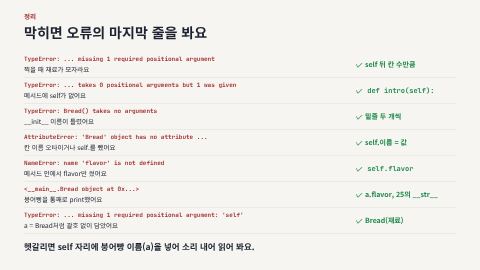 정리
막히면 오류의 마지막 줄을 봐요
TypeError: ... missing 1 required positional argument
찍을 때 재료가 모자라요
✓ self 뒤 칸 수만큼
TypeError: ... takes 0 positional arguments but 1 was given
메서드에 self가 없어요
✓ def intro(self):
TypeError: Bread() takes no arguments
__init__ 이름이 틀렸어요
✓ 밑줄 두 개씩
AttributeError: 'Bread' object has no attribute ...
칸 이름 오타이거나 self.를 뺐어요
✓ self.이름 = 값
NameError: name 'flavor' is not defined
메서드 안에서 flavor만 썼어요
✓ self.flavor
<__main__.Bread object at 0x...>
붕어빵을 통째로 print했어요
✓ a.flavor, 25의 __str__
TypeError: ... missing 1 required positional argument: 'self'
a = Bread처럼 괄호 없이 담았어요
✓ Bread(재료)
헷갈리면 self 자리에 붕어빵 이름(a)을 넣어 소리 내어 읽어 봐요.